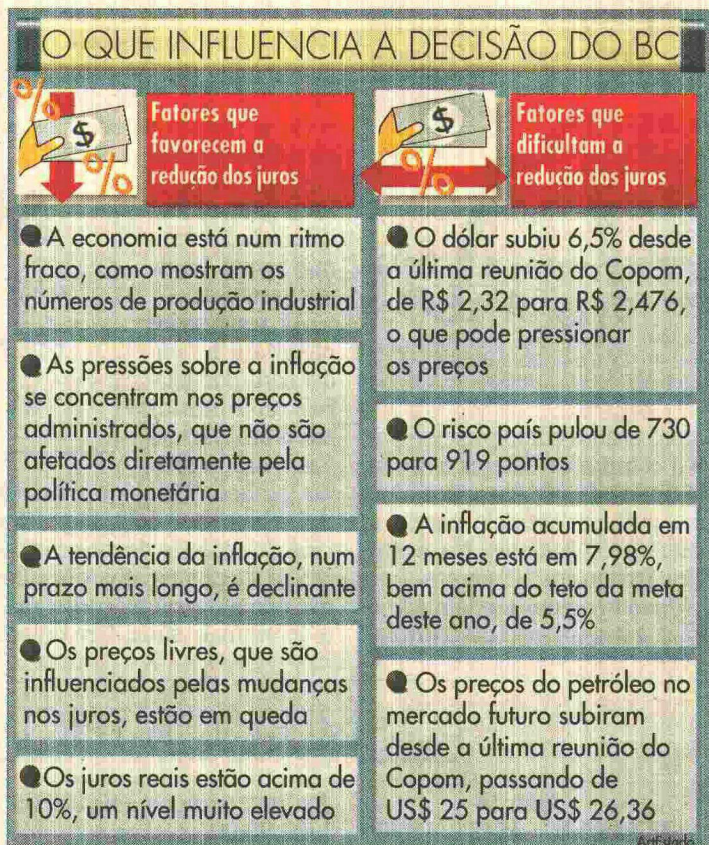 O QUE INFLUENCIA A DECISÃO DO BC
%
$
%
Fatores que
favorecem a
redução dos juros
A economia está num ritmo
fraco, como mostram os
números de produção industrial
As pressões sobre a inflação
se concentram nos preços
administrados, que não são
afetados diretamente pela
política monetária
A tendência da inflação, num
prazo mais longo, é declinante
Os preços livres, que são
influenciados pelas mudanças
nos juros, estão em queda
Os juros reais estão acima de
10%, um nível muito elevado
$
%
Fatores que
dificultam a
redução dos juros
O dólar subiu 6,5% desde
a última reunião do Copom,
de R$ 2,32 para R$ 2,476,
o que pode pressionar
os preços
O risco país pulou de 730
para 919 pontos
A inflação acumulada em
12 meses está em 7,98%,
bem acima do teto da meta
deste ano, de 5,5%
Os preços do petróleo no
mercado futuro subiram
desde a última reunião do
Copom, passando de
US$ 25 para US$ 26,36
ArtEstado